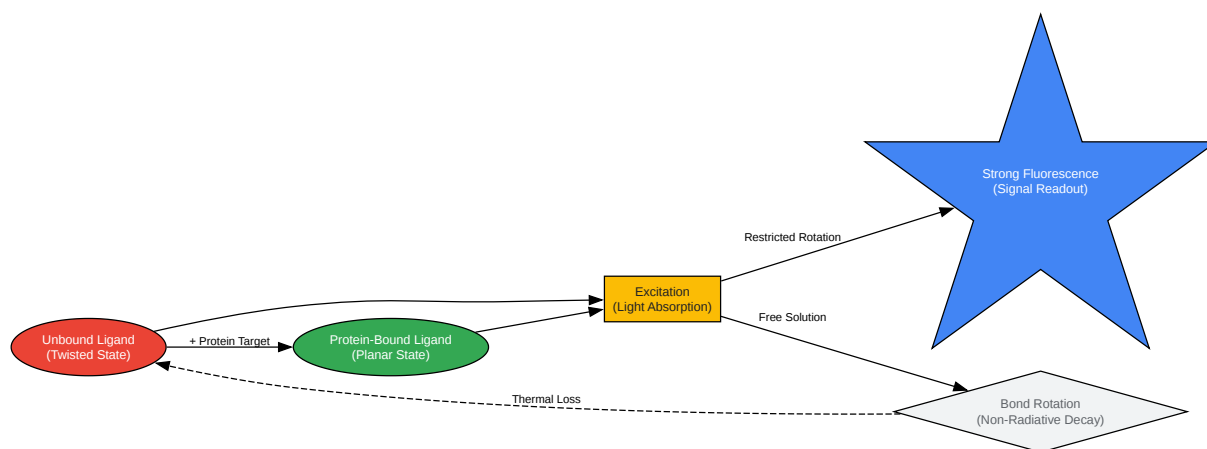 Strong Fluorescence
(Signal Readout)
Restricted Rotation
Excitation
(Light Absorption)
Free Solution
Unbound Ligand
(Twisted State)
+ Protein Target
Protein-Bound Ligand
(Planar State)
Thermal Loss
Bond Rotation
(Non-Radiative Decay)